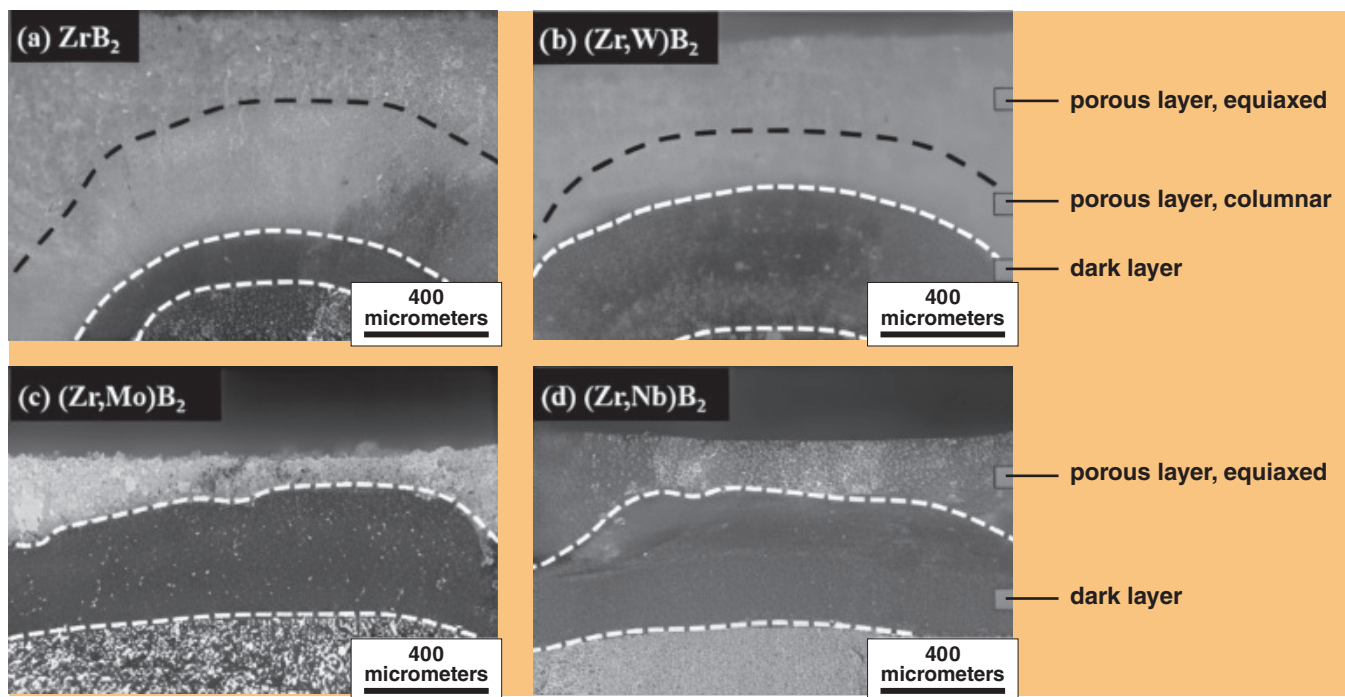 (a) ZrB₂
(b) (Zr,W)B₂
porous layer, equiaxed
porous layer, columnar
dark layer
400
micrometers
400
micrometers
(c) (Zr,Mo)B₂
(d) (Zr,Nb)B₂
porous layer, equiaxed
dark layer
400
micrometers
400
micrometers